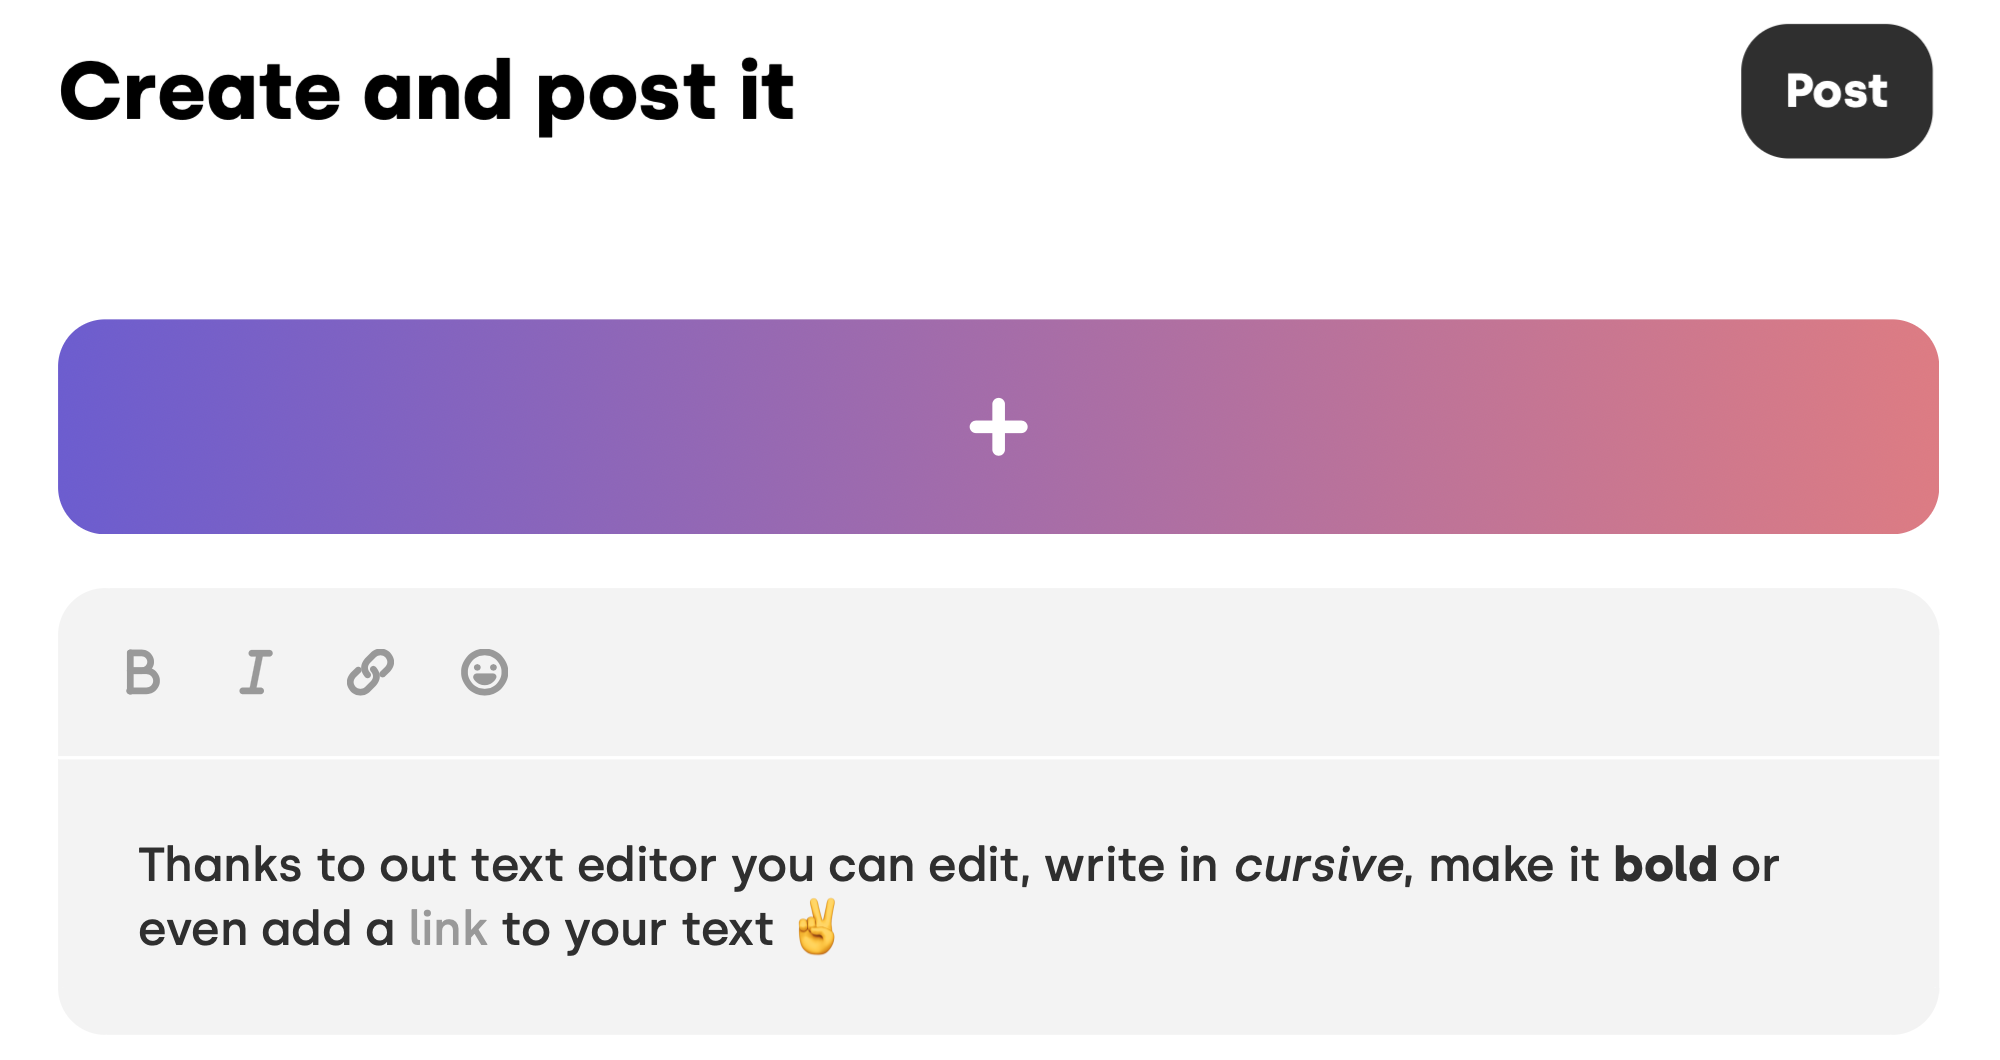 Create and post it
Post
B I
Thanks to out text editor you can edit, write in cursive, make it bold or
even add a link to your text ✌️